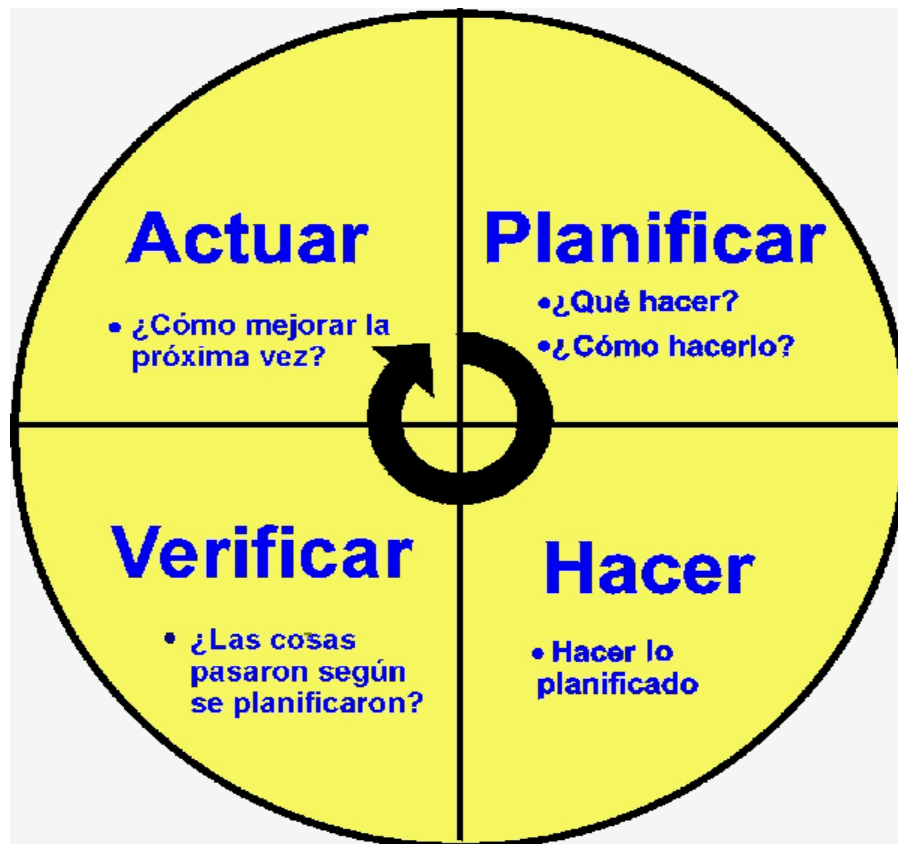 Actuar
• ¿Cómo mejorar la
próxima vez?
Planificar
•¿Qué hacer?
•¿Cómo hacerlo?
Verificar
• ¿Las cosas
pasaron según
se planificaron?
Hacer
• Hacer lo
planificado